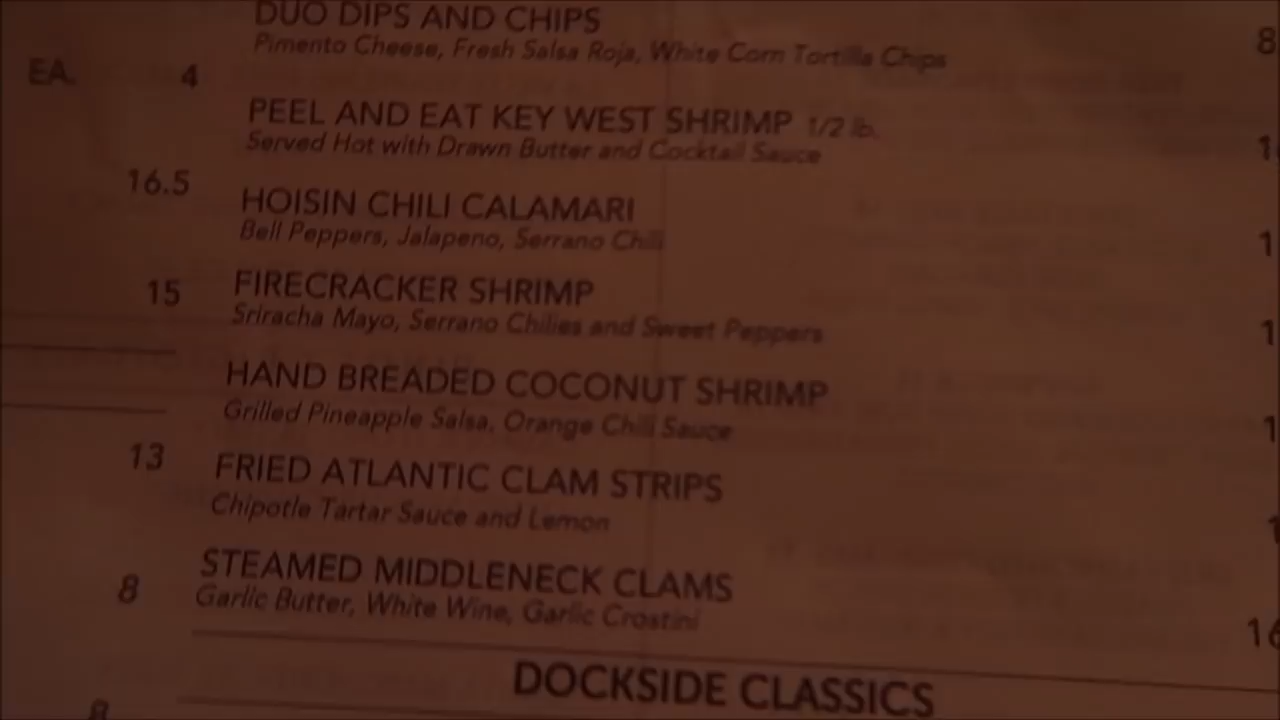 DUO DIPS AND CHIPS 8
Pimento Cheese, Fresh Salsa Roja, White Corn Tortilla Chips
EA. 4
PEEL AND EAT KEY WEST SHRIMP 1/2 lb.
Served Hot with Drawn Butter and Cocktail Sauce
16.5
HOISIN CHILI CALAMARI
Bell Peppers, Jalapeno, Serrano Chili
15
FIRECRACKER SHRIMP
Sriracha Mayo, Serrano Chilies and Sweet Peppers
HAND BREADED COCONUT SHRIMP
Grilled Pineapple Salsa, Orange Chili Sauce
13
FRIED ATLANTIC CLAM STRIPS
Chipotle Tartar Sauce and Lemon
STEAMED MIDDLENECK CLAMS 16
Garlic Butter, White Wine, Garlic Crostini
8
DOCKSIDE CLASSICS
8